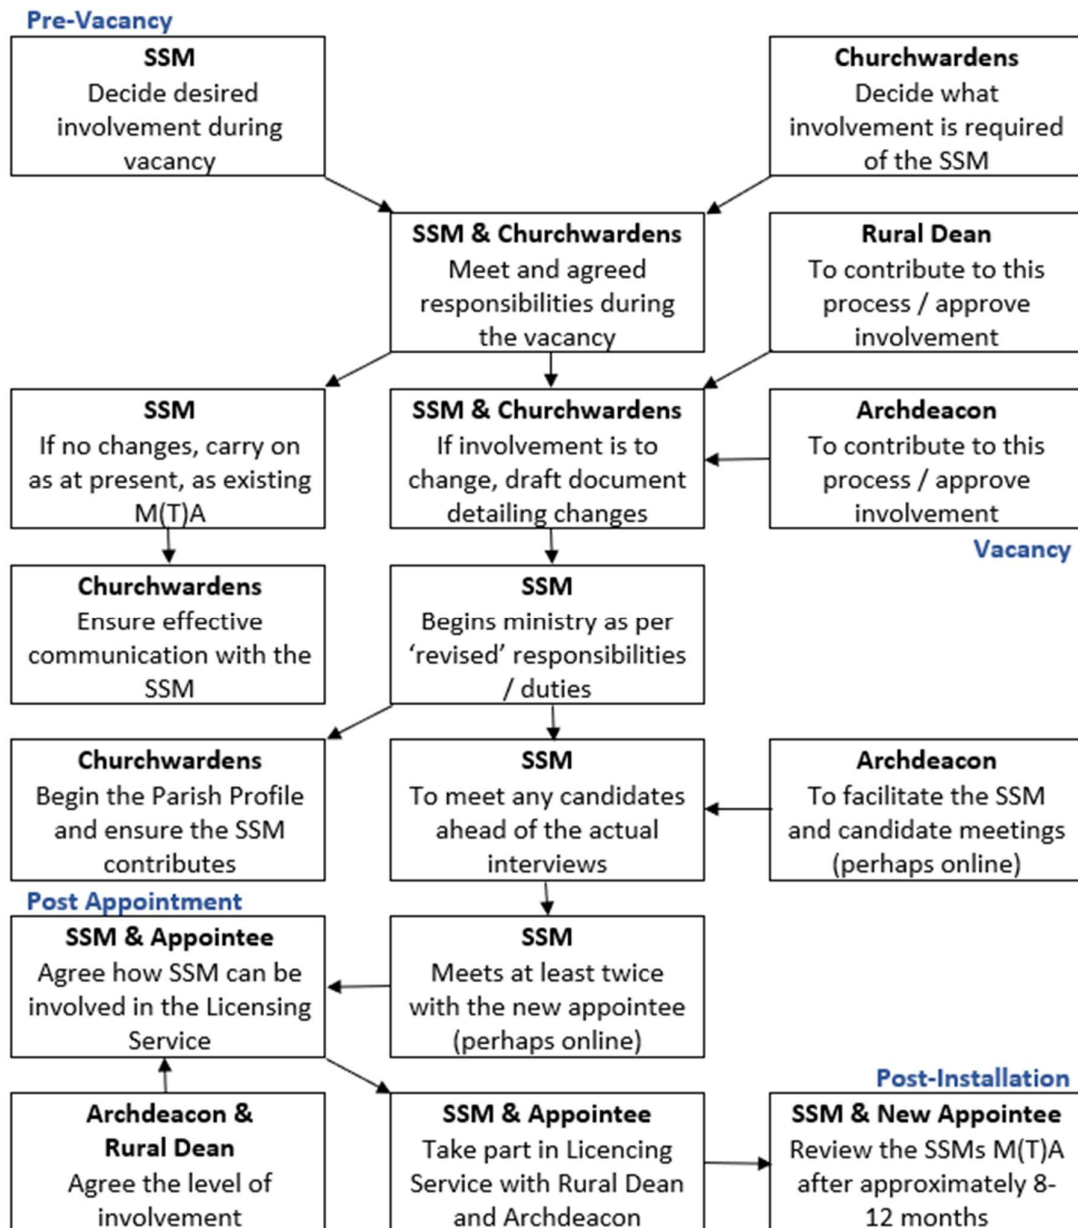 Pre-Vacancy
SSM
Decide desired
involvement during
vacancy
Churchwardens
Decide what
involvement is required
of the SSM
SSM & Churchwardens
Meet and agreed
responsibilities during
the vacancy
Rural Dean
To contribute to this
process / approve
involvement
SSM
If no changes, carry on
as at present, as existing
M(T)A
SSM & Churchwardens
If involvement is to
change, draft document
detailing changes
Archdeacon
To contribute to this
process / approve
involvement
Vacancy
Churchwardens
Ensure effective
communication with the
SSM
SSM
Begins ministry as per
‘revised’ responsibilities
/ duties
Churchwardens
Begin the Parish Profile
and ensure the SSM
contributes
SSM
To meet any candidates
ahead of the actual
interviews
Archdeacon
To facilitate the SSM
and candidate meetings
(perhaps online)
Post Appointment
SSM & Appointee
Agree how SSM can be
involved in the Licensing
Service
SSM
Meets at least twice
with the new appointee
(perhaps online)
Archdeacon &
Rural Dean
Agree the level of
involvement
SSM & Appointee
Take part in Licencing
Service with Rural Dean
and Archdeacon
Post-Installation
SSM & New Appointee
Review the SSMs M(T)A
after approximately 8-
12 months